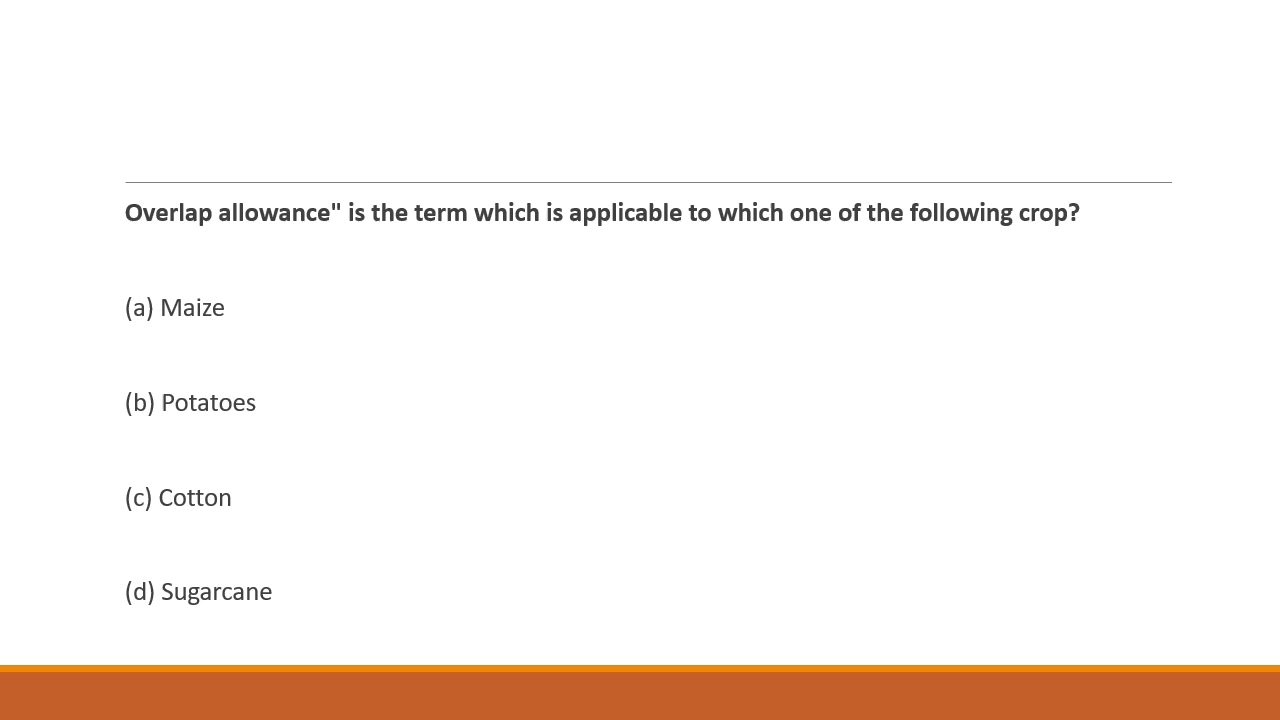 Overlap allowance" is the term which is applicable to which one of the following crop?
(a) Maize
(b) Potatoes
(c) Cotton
(d) Sugarcane